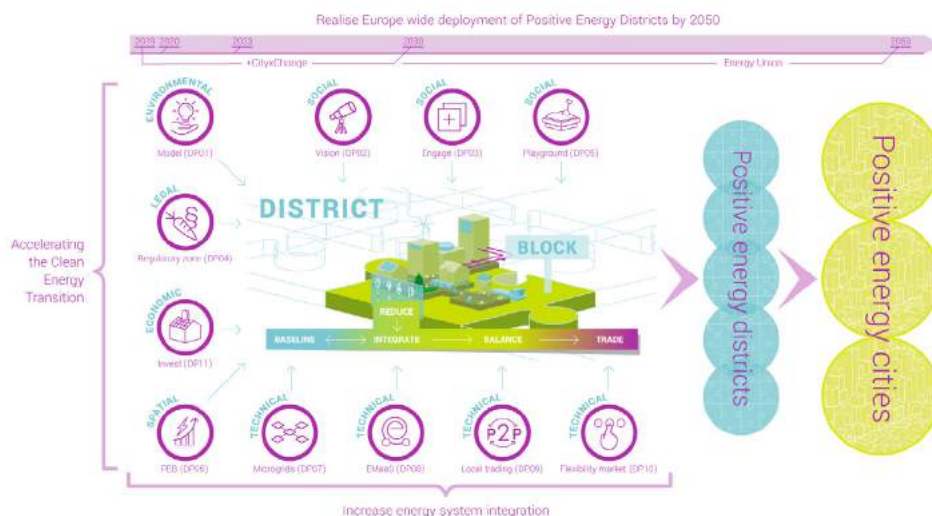 Realise Europe wide deployment of Positive Energy Districts by 2050
2019 2020 2023 2030 2050
+CityxChange Energy Union
ENVIRONMENTAL
Model (DP01)
SOCIAL
Vision (DP02)
SOCIAL
Engage (DP03)
SOCIAL
Playground (DP05)
LEGAL
Regulatory zone (DP04)
DISTRICT
BLOCK
Accelerating
the Clean
Energy
Transition
ECONOMIC
Invest (DP11)
REDUCE
BASELINE INTEGRATE BALANCE TRADE
SPATIAL
PEB (DP06)
TECHNICAL
Microgrids (DP07)
TECHNICAL
e
EMaaS (DP08)
TECHNICAL
P2P
Local trading (DP09)
TECHNICAL
Flexibility market (DP10)
Increase energy system integration
Positive energy districts
Positive energy cities